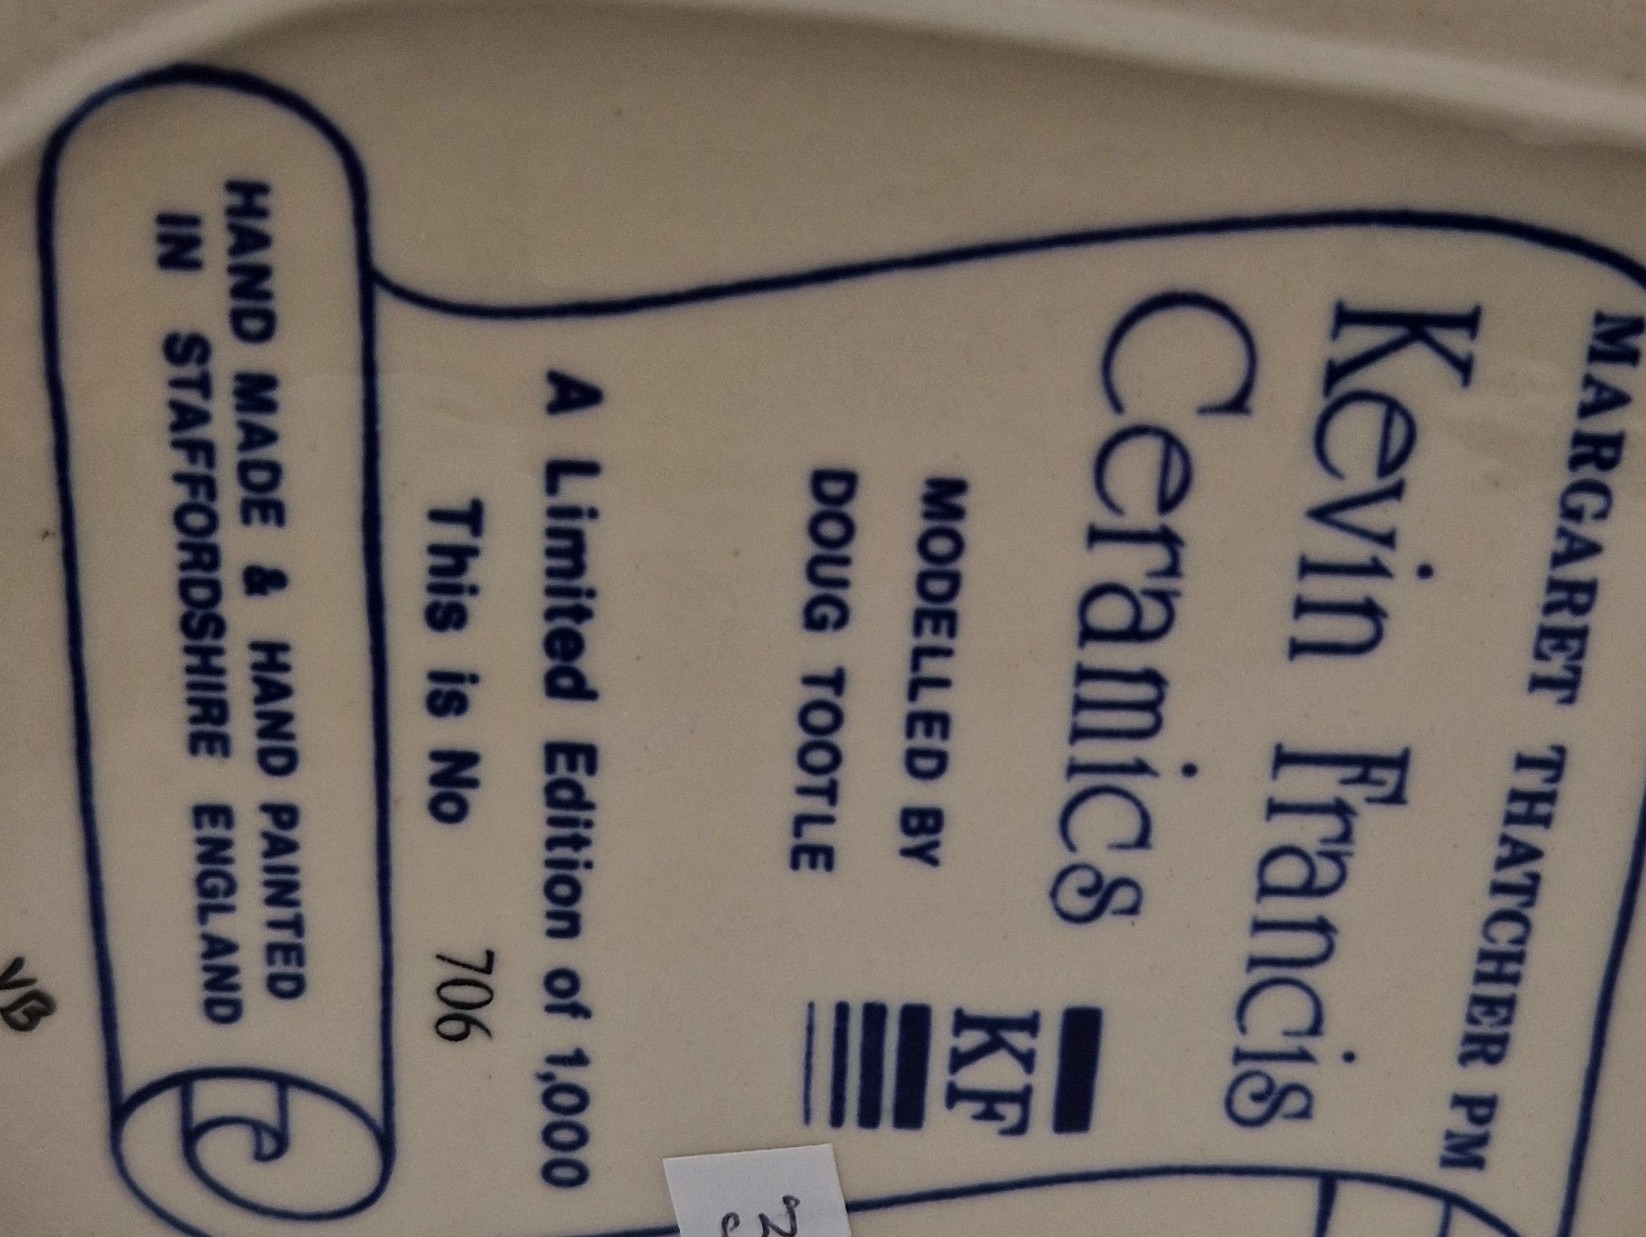 MARGARET THATCHER PM
Kevin Francis
Ceramics
KF
MODELLED BY
DOUG TOOTLE
A Limited Edition of 1,000
This is No 706
HAND MADE & HAND PAINTED
IN STAFFORDSHIRE ENGLAND
VB